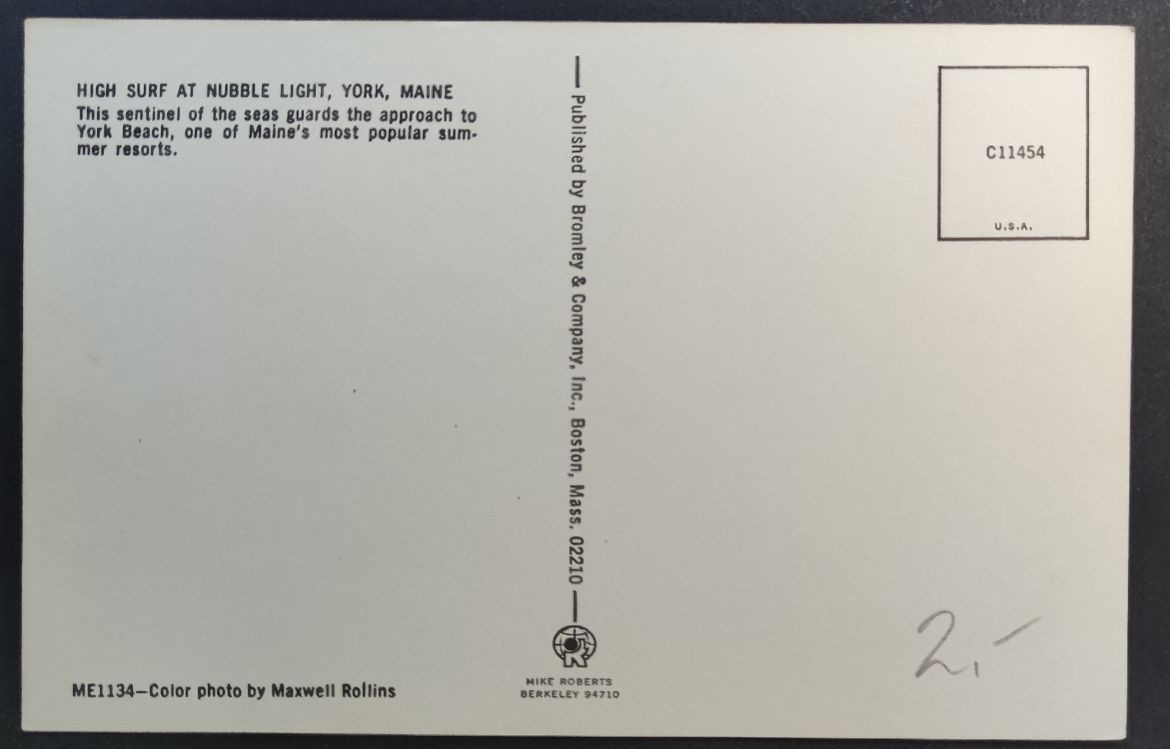 HIGH SURF AT NUBBLE LIGHT, YORK, MAINE
This sentinel of the seas guards the approach to
York Beach, one of Maine's most popular sum-
mer resorts.
ME1134—Color photo by Maxwell Rollins
Published by Bromley & Company, Inc., Boston, Mass. 02210
MIKE ROBERTS
BERKELEY 94710
C11454
U.S.A.
2,-